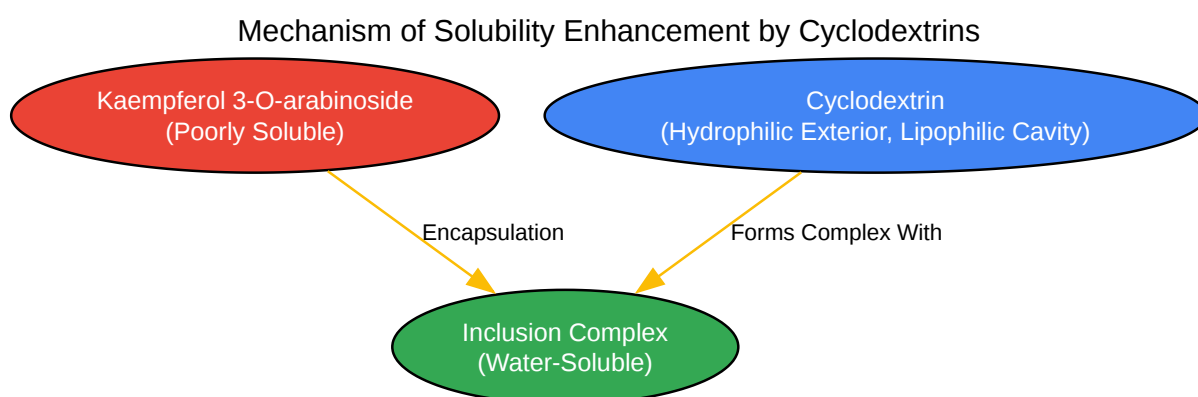 Mechanism of Solubility Enhancement by Cyclodextrins
Kaempferol 3-O-arabinoside
(Poorly Soluble)
Cyclodextrin
(Hydrophilic Exterior, Lipophilic Cavity)
Encapsulation
Forms Complex With
Inclusion Complex
(Water-Soluble)